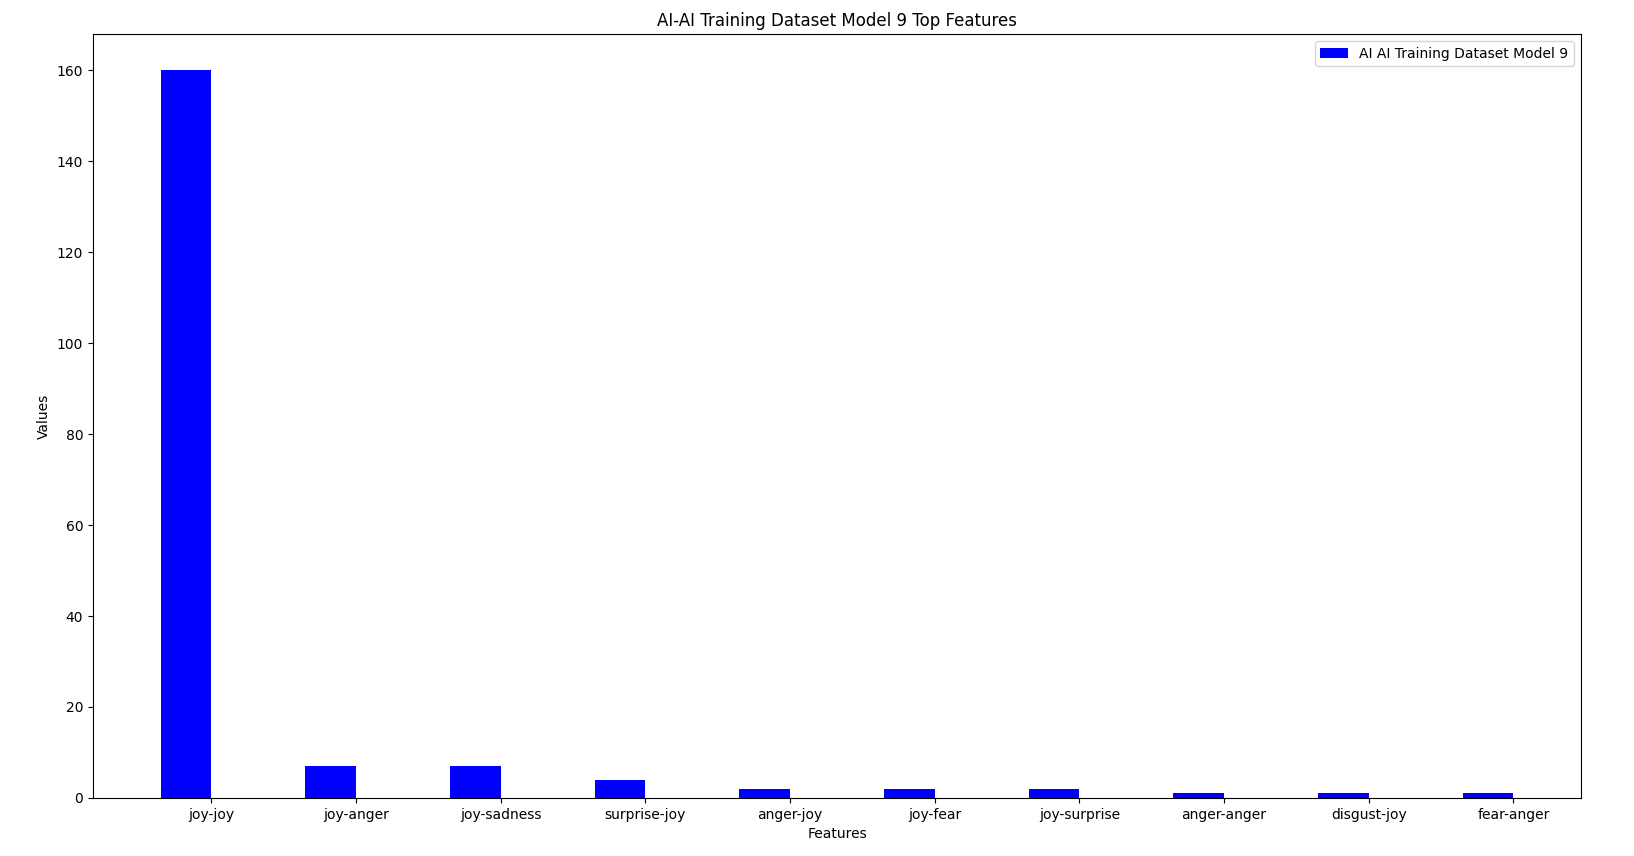 AI-AI Training Dataset Model 9 Top Features
AI AI Training Dataset Model 9
160
140
120
100
80
60
40
20
0
Values
joy-joy joy-anger joy-sadness surprise-joy anger-joy joy-fear joy-surprise anger-anger disgust-joy fear-anger
Features